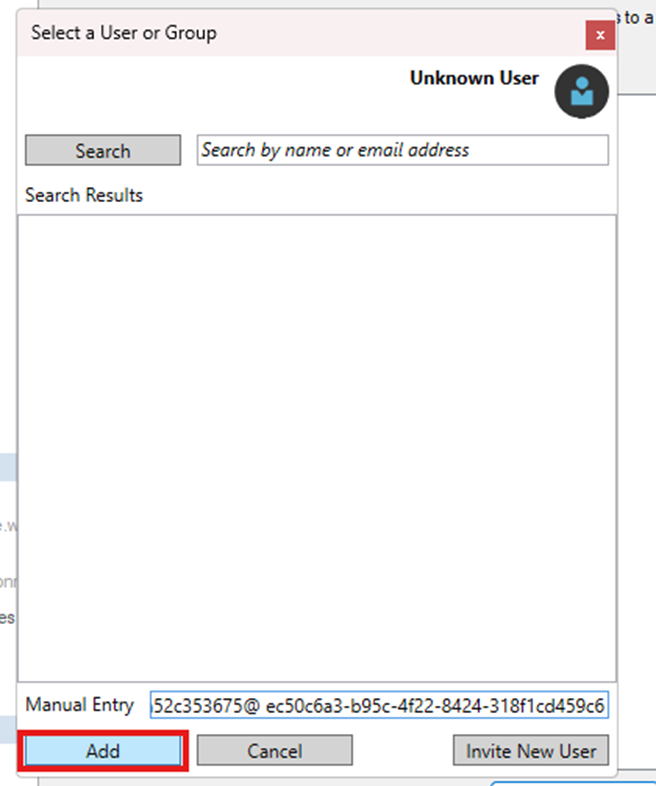 Select a User or Group
x
s to a
Unknown User
Search
Search by name or email address
Search Results
e.w
onn
es
Manual Entry
52c353675@ ec50c6a3-b95c-4f22-8424-318f1cd459c6
Add
Cancel
Invite New User